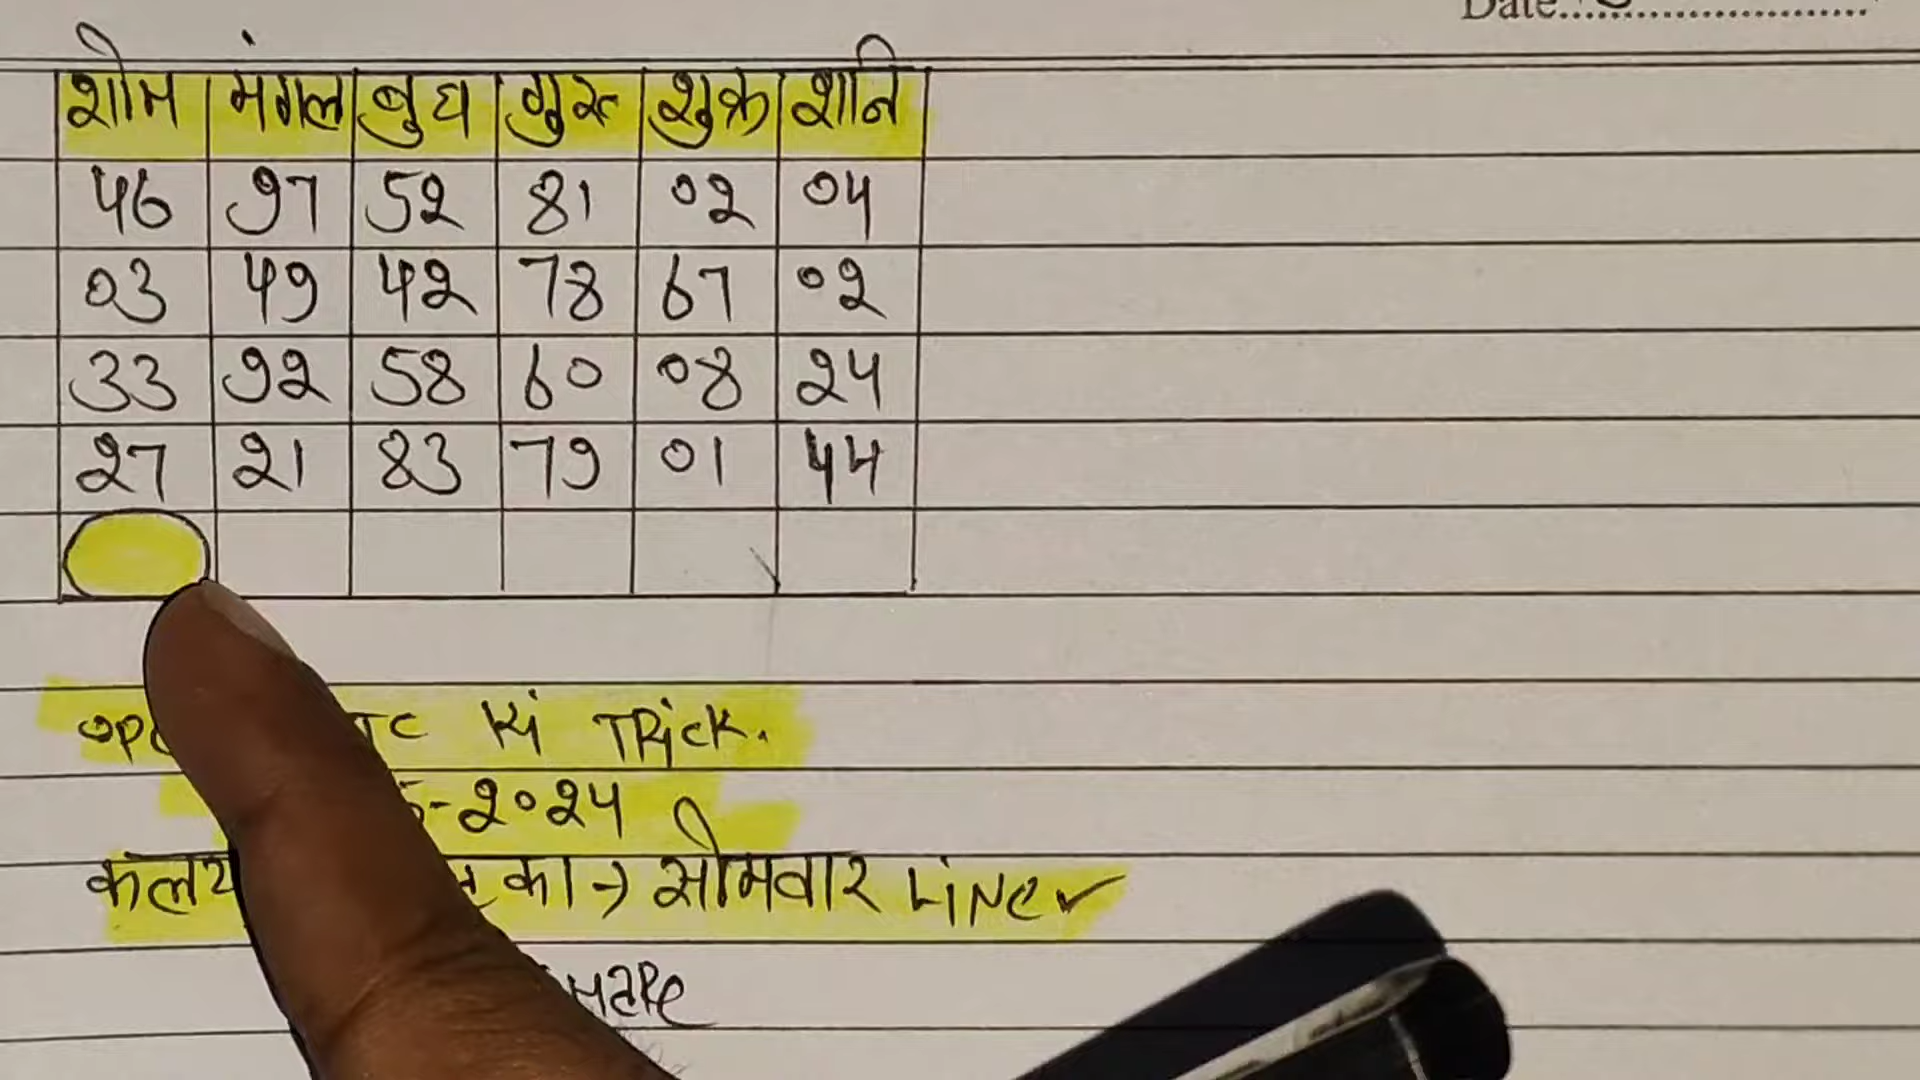 Date..............................
शोम मंगल बुध गुरु शुक्र शनि
46 97 52 81 02 04
03 49 42 78 67 02
33 92 58 60 08 24
27 21 83 79 01 44
Ki TRicK.
-2024
का → सोमवार LiNe ✓